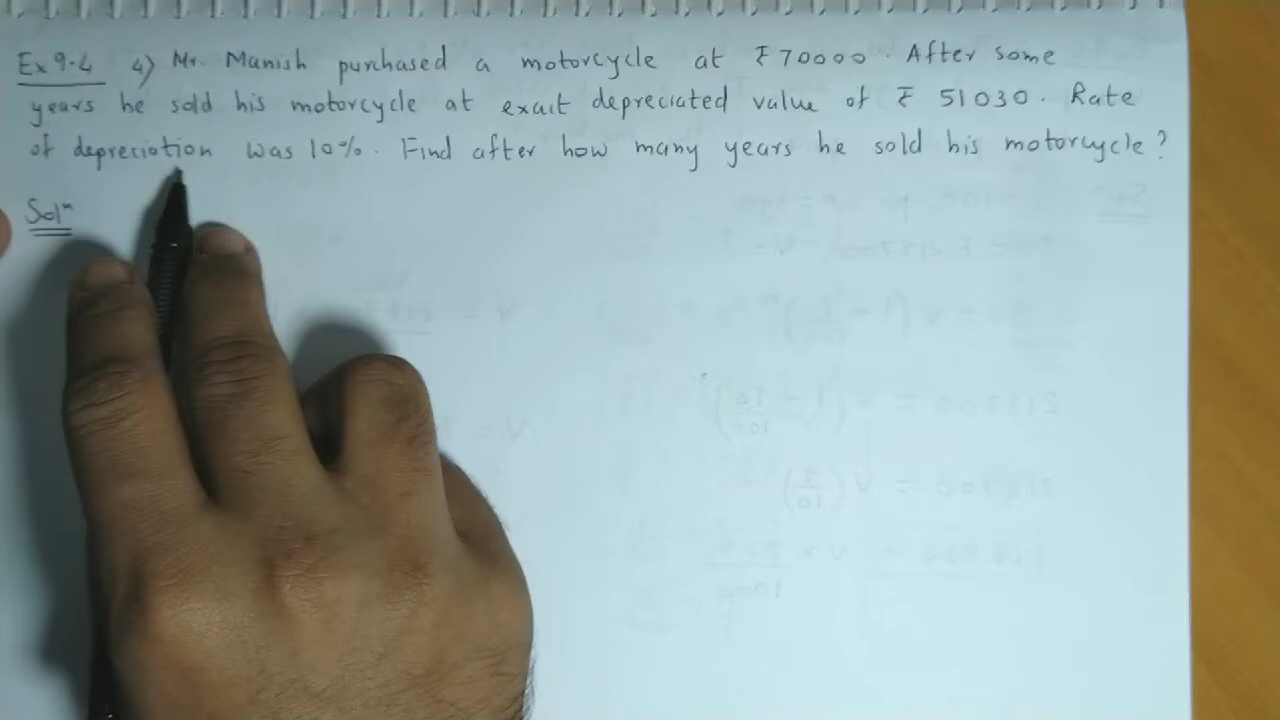 Ex 9.4 4) Mr. Manish purchased a motorcycle at ₹70000. After some
years he sold his motorcycle at exact depreciated value of ₹ 51030. Rate
of depreciation was 10%. Find after how many years he sold his motorcycle?
Solⁿ